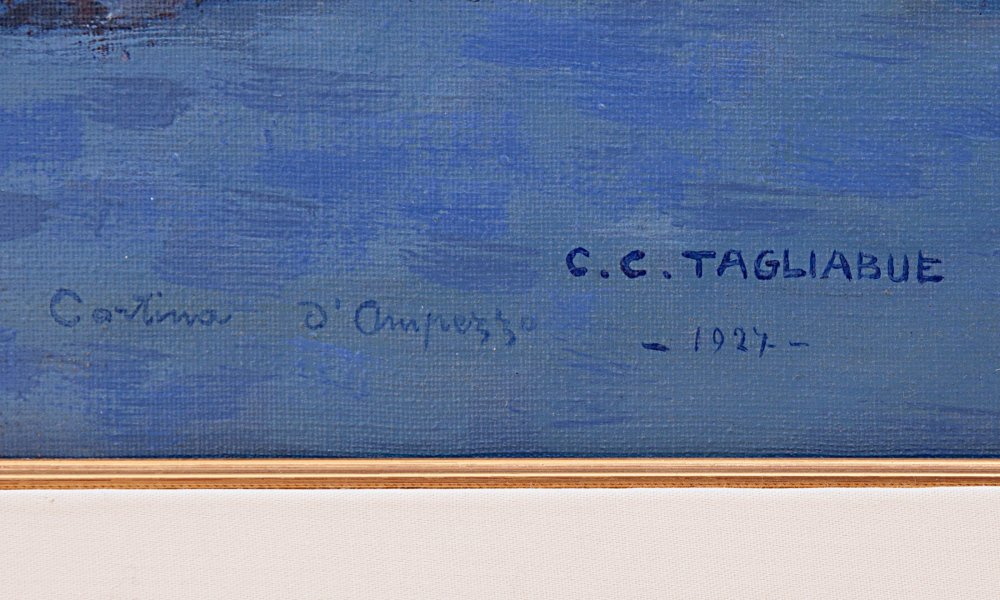 C.C. TAGLIABUE
Cortina d'Ampezzo
- 1927 -